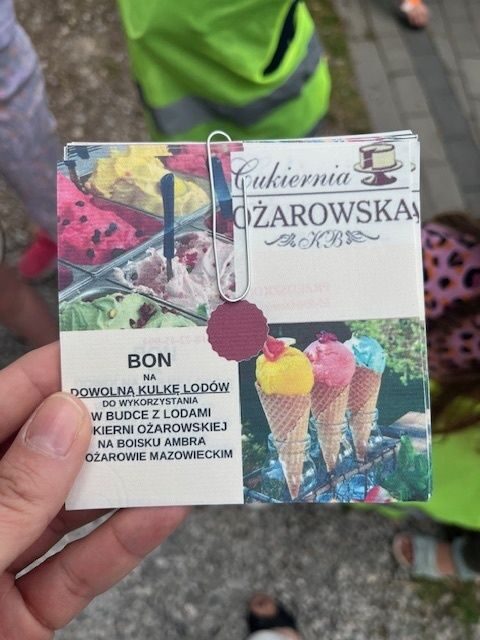 Cukiernia
OŻAROWSKA
KB
BON
NA
DOWOLNĄ KULKĘ LODÓW
DO WYKORZYSTANIA
W BUDCE Z LODAMI
KIERNI OŻAROWSKIEJ
NA BOISKU AMBRA
OŻAROWIE MAZOWIECKIM